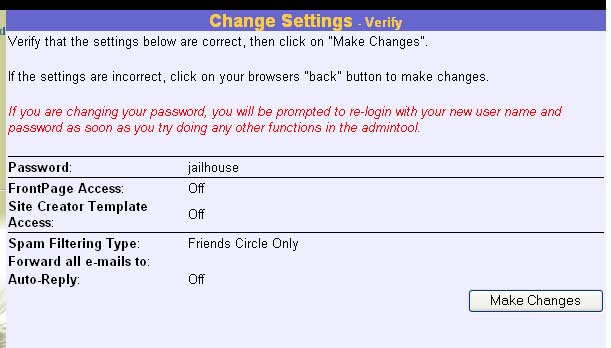 Change Settings - Verify
Verify that the settings below are correct, then click on "Make Changes".
If the settings are incorrect, click on your browsers "back" button to make changes.
If you are changing your password, you will be prompted to re-login with your new user name and
password as soon as you try doing any other functions in the admintool.
Password: jailhouse
FrontPage Access: Off
Site Creator Template
Access: Off
Spam Filtering Type: Friends Circle Only
Forward all e-mails to:
Auto-Reply: Off
Make Changes